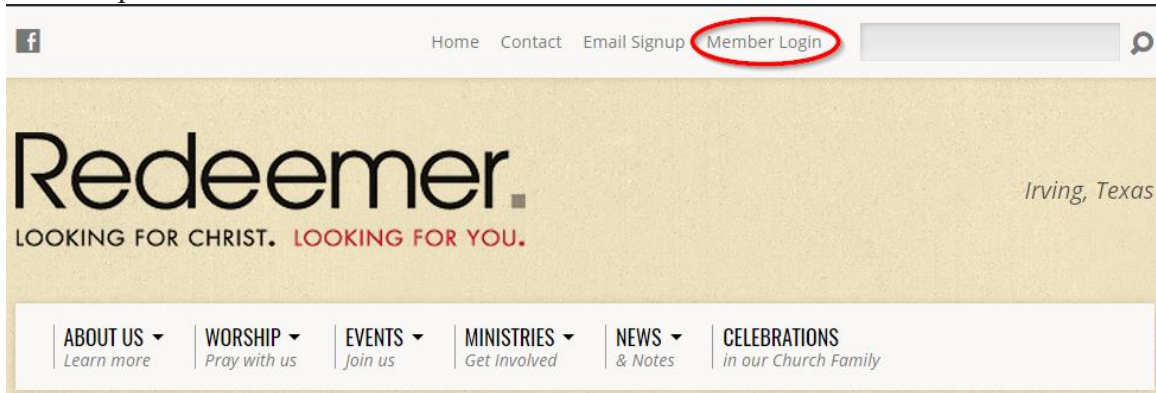 f Home Contact Email Signup Member Login
Redeemer.
Irving, Texas
LOOKING FOR CHRIST. LOOKING FOR YOU.
ABOUT US WORSHIP EVENTS MINISTRIES NEWS CELEBRATIONS
Learn more Pray with us Join us Get Involved & Notes in our Church Family